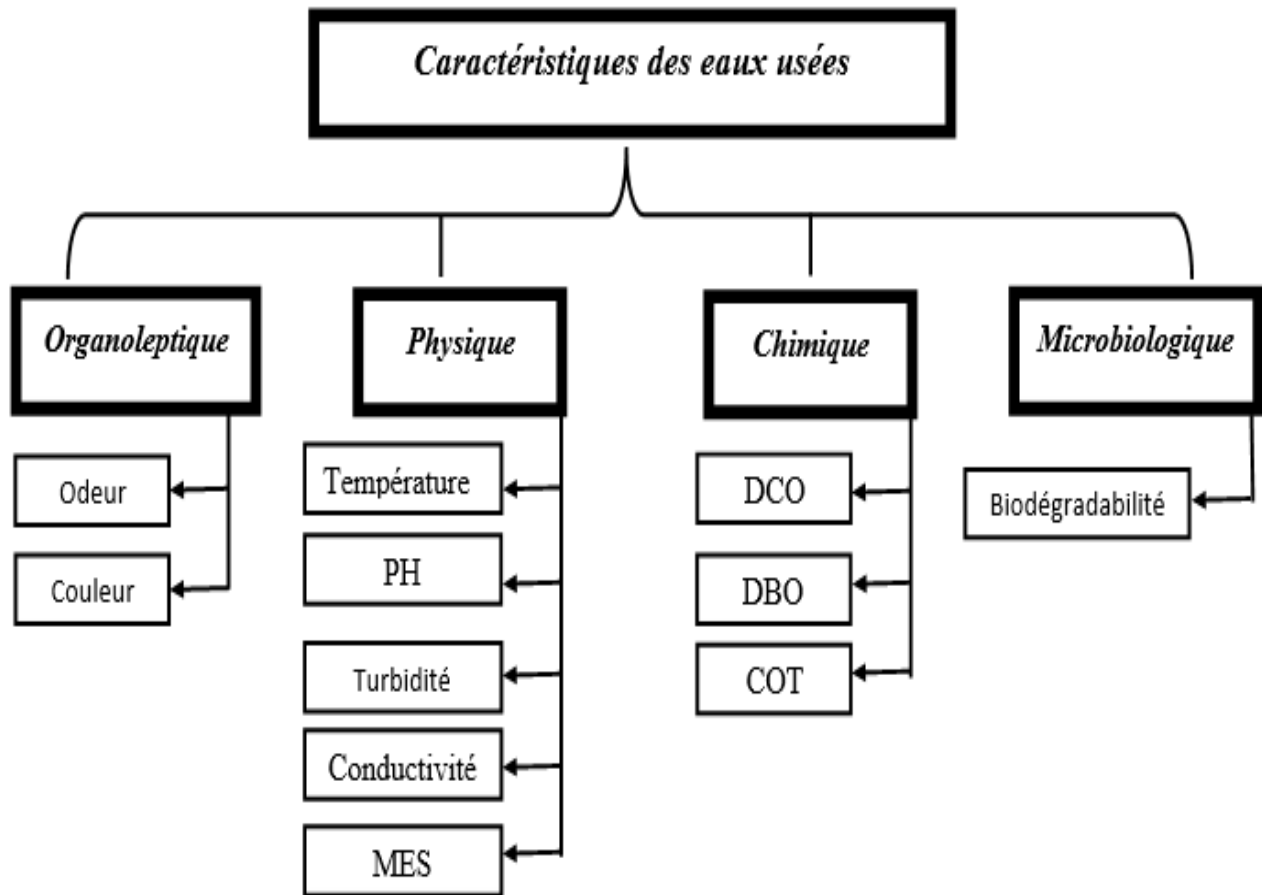 Caractéristiques des eaux usées
Organoleptique
Physique
Chimique
Microbiologique
Odeur
Couleur
Température
PH
Turbidité
Conductivité
MES
DCO
DBO
COT
Biodégradabilité